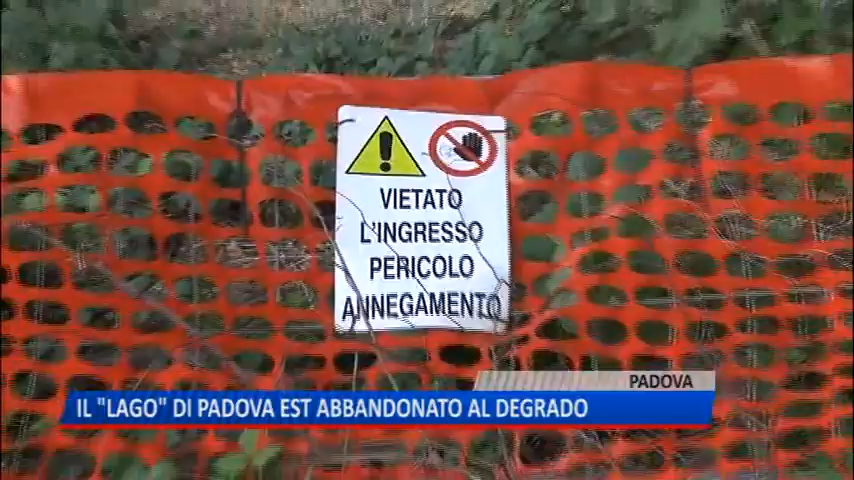 VIETATO
L'INGRESSO
PERICOLO
ANNEGAMENTO
PADOVA
IL "LAGO" DI PADOVA EST ABBANDONATO AL DEGRADO